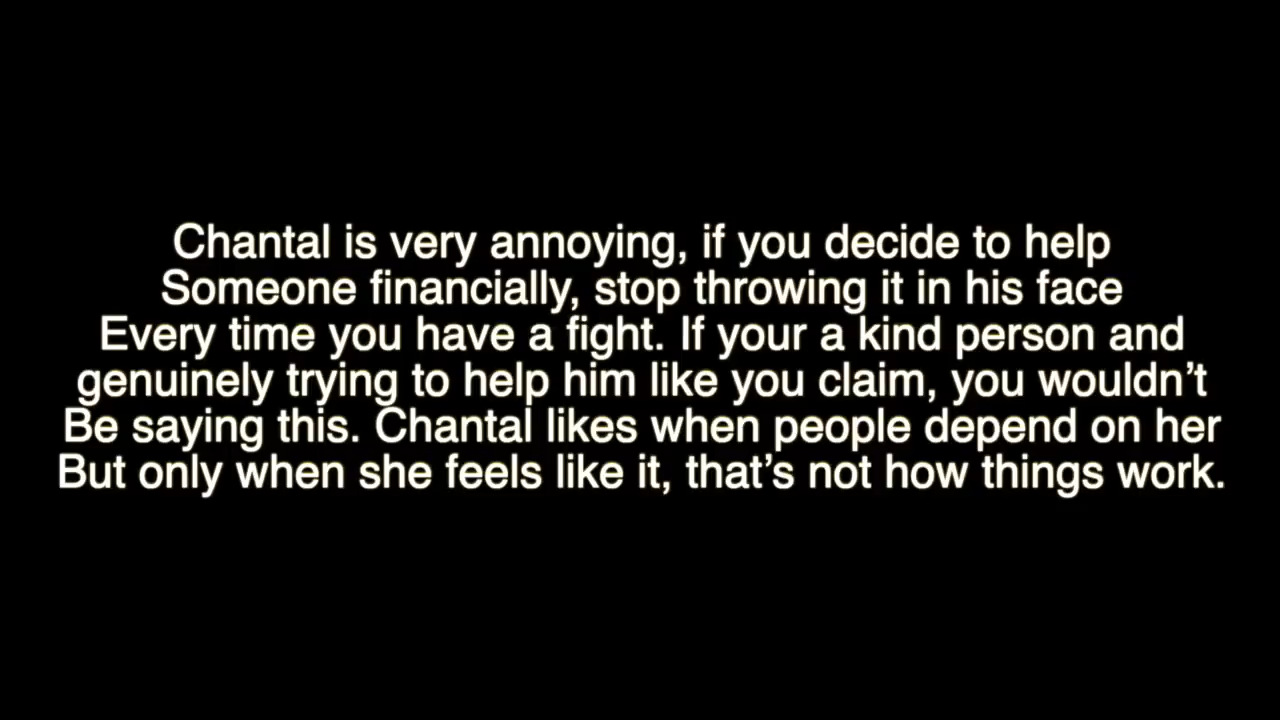 Chantal is very annoying, if you decide to help
Someone financially, stop throwing it in his face
Every time you have a fight. If your a kind person and
genuinely trying to help him like you claim, you wouldn’t
Be saying this. Chantal likes when people depend on her
But only when she feels like it, that’s not how things work.